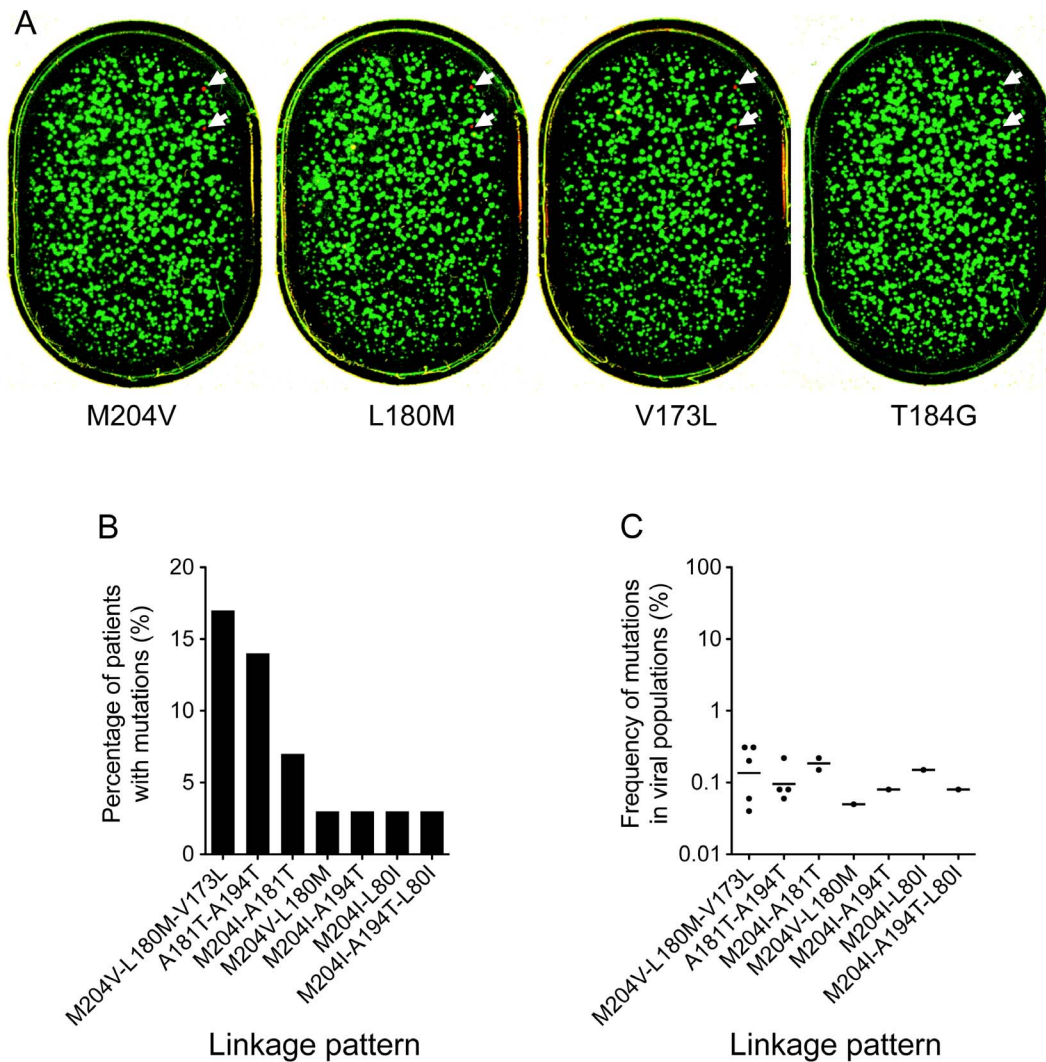 A
M204V
L180M
V173L
T184G
B
Percentage of patients
with mutations (%)
20
15
10
5
0
M204V-L180M-V173L
A181T-A194T
M204I-A181T
M204V-L180M
M204I-A194T
M204I-L80I
M204I-A194T-L80I
Linkage pattern
C
Frequency of mutations
in viral populations (%)
100
10
1
0.1
0.01
M204V-L180M-V173L
A181T-A194T
M204I-A181T
M204V-L180M
M204I-A194T
M204I-L80I
M204I-A194T-L80I
Linkage pattern